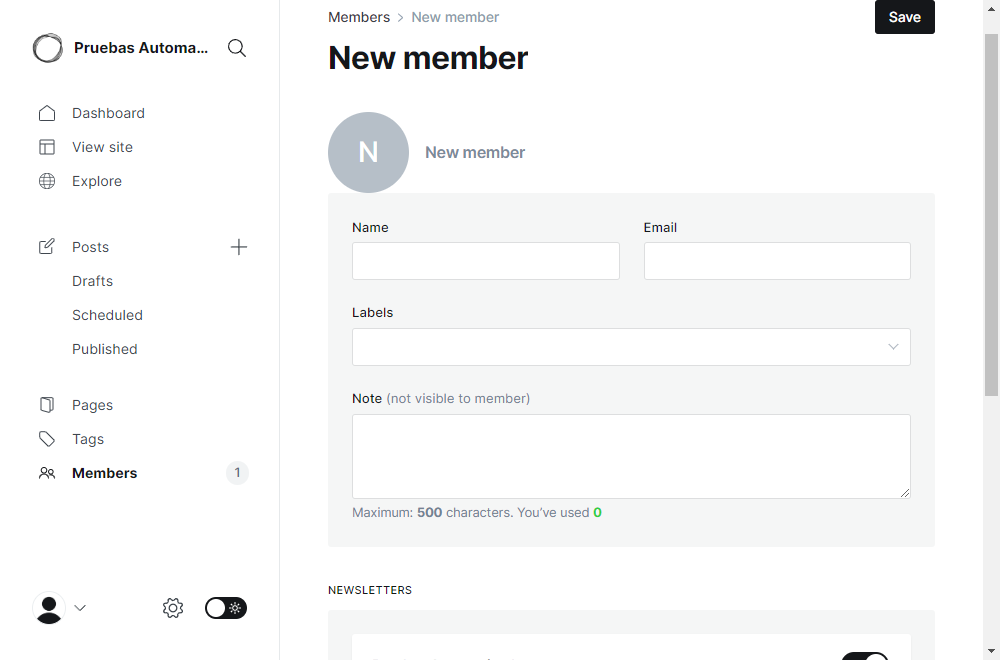 Pruebas Automa...
Dashboard
View site
Explore
Posts
Drafts
Scheduled
Published
Pages
Tags
Members 1
Members > New member
Save
New member
N
New member
Name Email
Labels
Note (not visible to member)
Maximum: 500 characters. You've used 0
NEWSLETTERS